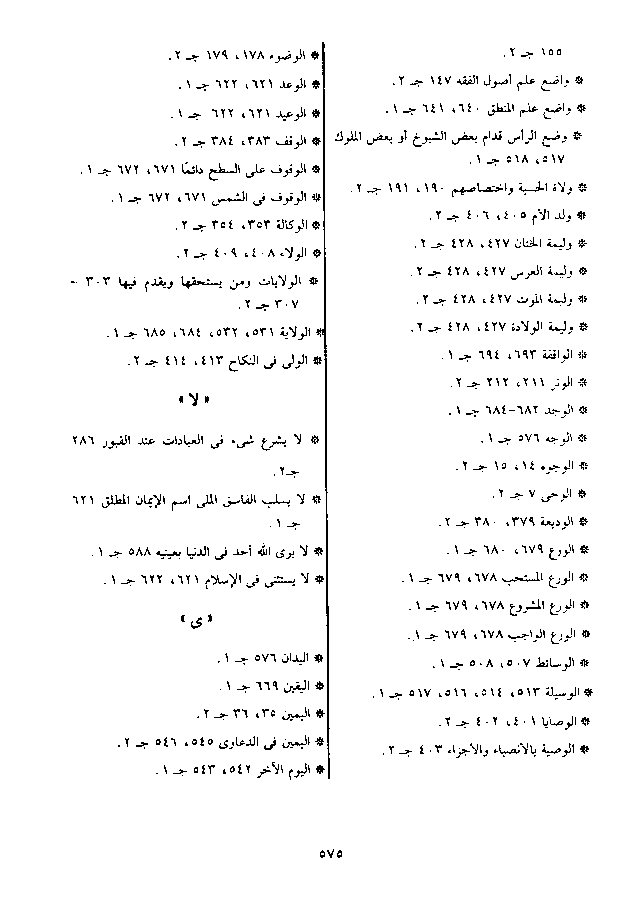 ١٥٥ جـ ٢.
* واضع علم أصول الفقه ١٤٧ جـ ٢.
* واضع علم المنطق ٦٤٠، ٦٤١ جـ ١.
* وضع الرأس قدام بعض الشيوخ أو بعض الملوك
٥١٧، ٥١٨ جـ ١.
* ولاة الحسبة واختصاصهم ١٩٠، ١٩١ جـ ٢.
* ولد الأم ٤٠٥، ٤٠٦ جـ ٢.
* وليمة الختان ٤٢٧، ٤٢٨ جـ ٢.
* وليمة العرس ٤٢٧، ٤٢٨ جـ ٢.
* وليمة الموت ٤٢٧، ٤٢٨ جـ ٢.
* وليمة الولادة ٤٢٧، ٤٢٨ جـ ٢.
* الواقفة ٦٩٣، ٦٩٤ جـ ١.
* الوتر ٢١١، ٢١٢ جـ ٢.
* الوجد ٦٨٢-٦٨٤ جـ ١.
* الوجه ٥٧٦ جـ ١.
* الوجوه ١٤، ١٥ جـ ٢.
* الوحى ٧ جـ ٢.
* الوديعة ٣٧٩، ٣٨٠ جـ ٢.
* الورع ٦٧٩، ٦٨٠ جـ ١.
* الورع المستحب ٦٧٨، ٦٧٩ جـ ١.
* الورع المشروع ٦٧٨، ٦٧٩ جـ ١.
* الورع الواجب ٦٧٨، ٦٧٩ جـ ١.
* الوسائط ٥٠٧، ٥٠٨ جـ ١.
* الوسيلة ٥١٣، ٥١٤، ٥١٦، ٥١٧ جـ ١.
* الوصايا ٤٠١، ٤٠٢ جـ ٢.
* الوصية بالأنصباء والأجزاء ٤٠٣ جـ ٢.
* الوضوء ١٧٨، ١٧٩ جـ ٢.
* الوعد ٦٢١، ٦٢٢ جـ ١.
* الوعيد ٦٢١، ٦٢٢ جـ ١.
* الوقف ٣٨٣، ٣٨٤ جـ ٢.
* الوقوف على السطح دائمًا ٦٧١، ٦٧٢ جـ ١.
* الوقوف فى الشمس ٦٧١، ٦٧٢ جـ ١.
* الوكالة ٣٥٣، ٣٥٤ جـ ٢.
* الولاء ٤٠٨، ٤٠٩ جـ ٢.
* الولايات ومن يستحقها ويقدم فيها ٣٠٣ -
٣٠٧ جـ ٢.
* الولاية ٥٣١، ٥٣٢، ٦٨٤، ٦٨٥ جـ ١.
* الولى فى النكاح ٤١٣، ٤١٤ جـ ٢.
« لا »
* لا يشرع شىء فى العبادات عند القبور ٢٨٦
جـ٢.
* لا يسلب الفاسق الملى اسم الإيمان المطلق ٦٢١
جـ ١.
* لا يرى الله أحد فى الدنيا بعينيه ٥٨٨ جـ ١.
* لا يستثنى فى الإسلام ٦٢١، ٦٢٢ جـ ١.
« ى »
* اليدان ٥٧٦ جـ ١.
* اليقين ٦٦٩ جـ ١.
* اليمين ٣٥، ٣٦ جـ ٢.
* اليمين فى الدعاوى ٥٤٥، ٥٤٦ جـ ٢.
* اليوم الآخر ٥٤٢، ٥٤٣ جـ ١.
٥٧٥